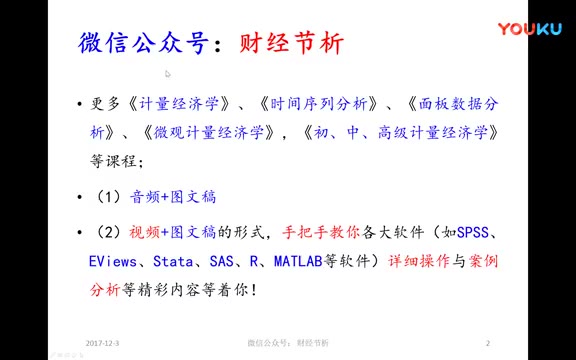 YOUKU
微信公众号：财经节析
• 更多《计量经济学》、《时间序列分析》、《面板数据分
析》、《微观计量经济学》，《初、中、高级计量经济学》
等课程；
• （1）音频+图文稿
• （2）视频+图文稿的形式，手把手教你各大软件（如SPSS、
EViews、Stata、SAS、R、MATLAB等软件）详细操作与案例
分析等精彩内容等着你！
2017-12-3 微信公众号： 财经节析 2